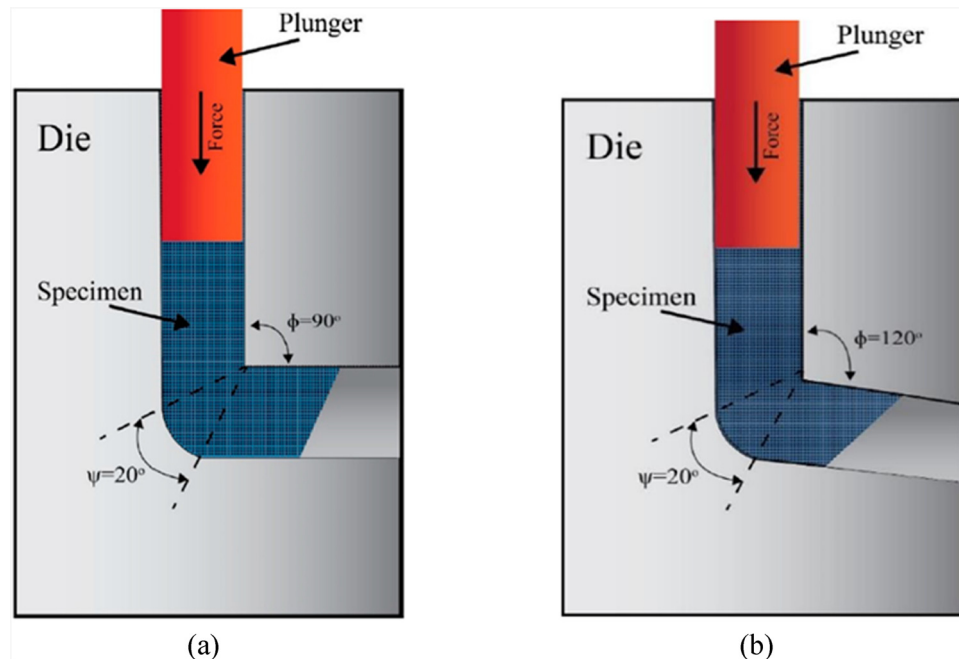 Plunger
Die
Force
Specimen
ϕ=90°
ψ=20°
(a)
Plunger
Die
Force
Specimen
ϕ=120°
ψ=20°
(b)